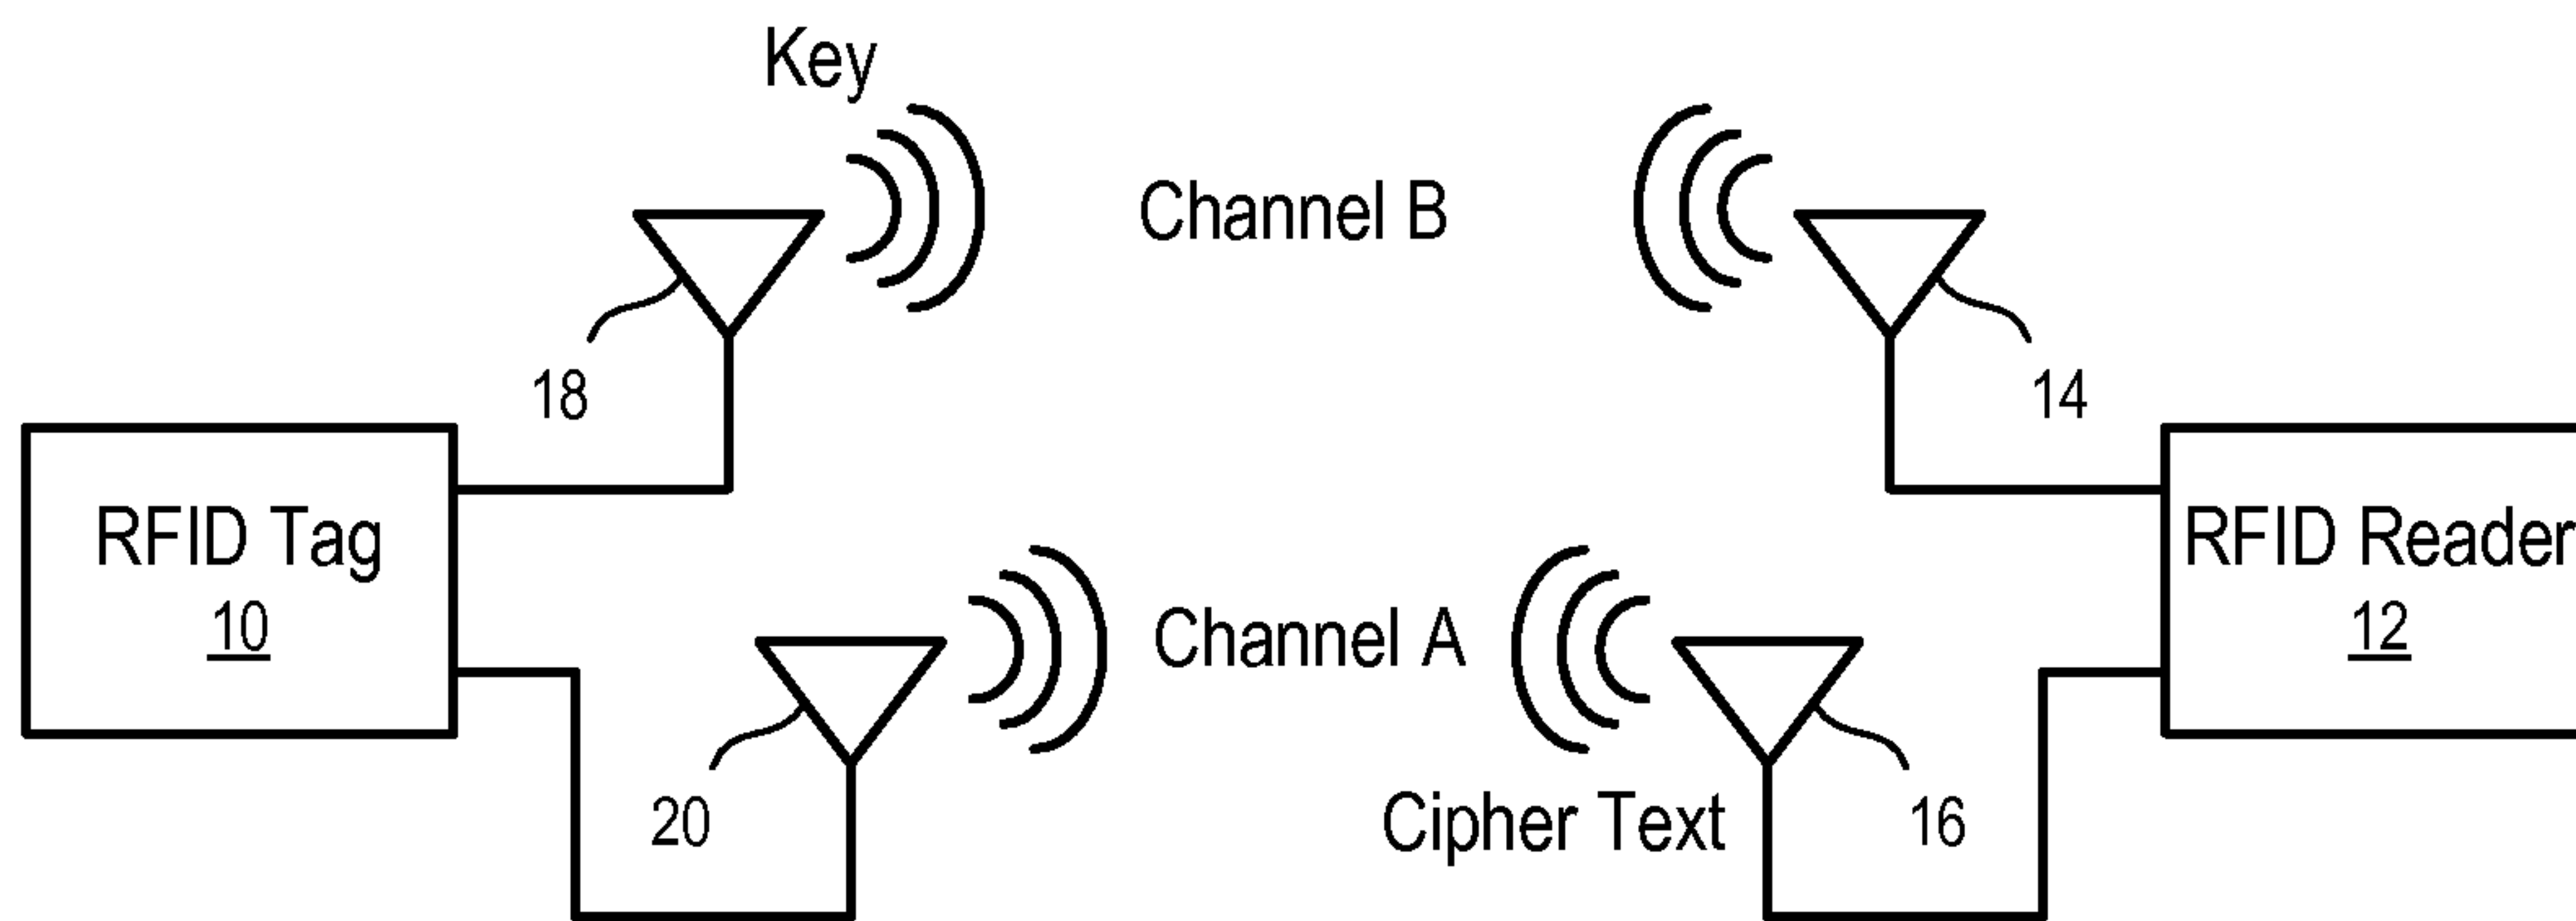 Key
Channel B
18
14
RFID Tag
10
RFID Reader
12
Channel A
20
Cipher Text
16